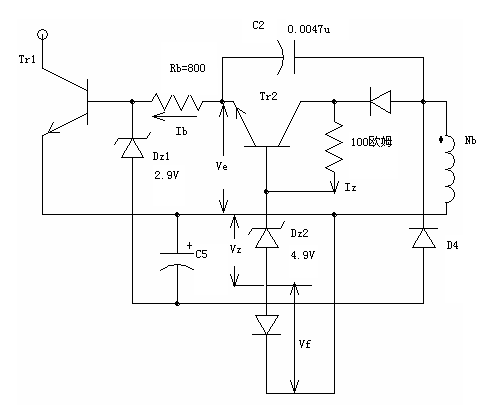 C2
0.0047u
Tr1
Rb=800
Tr2
Ib
Dz1
2.9V
Ve
100欧姆
Nb
Iz
Vz
Dz2
4.9V
D4
+
C5
Vf